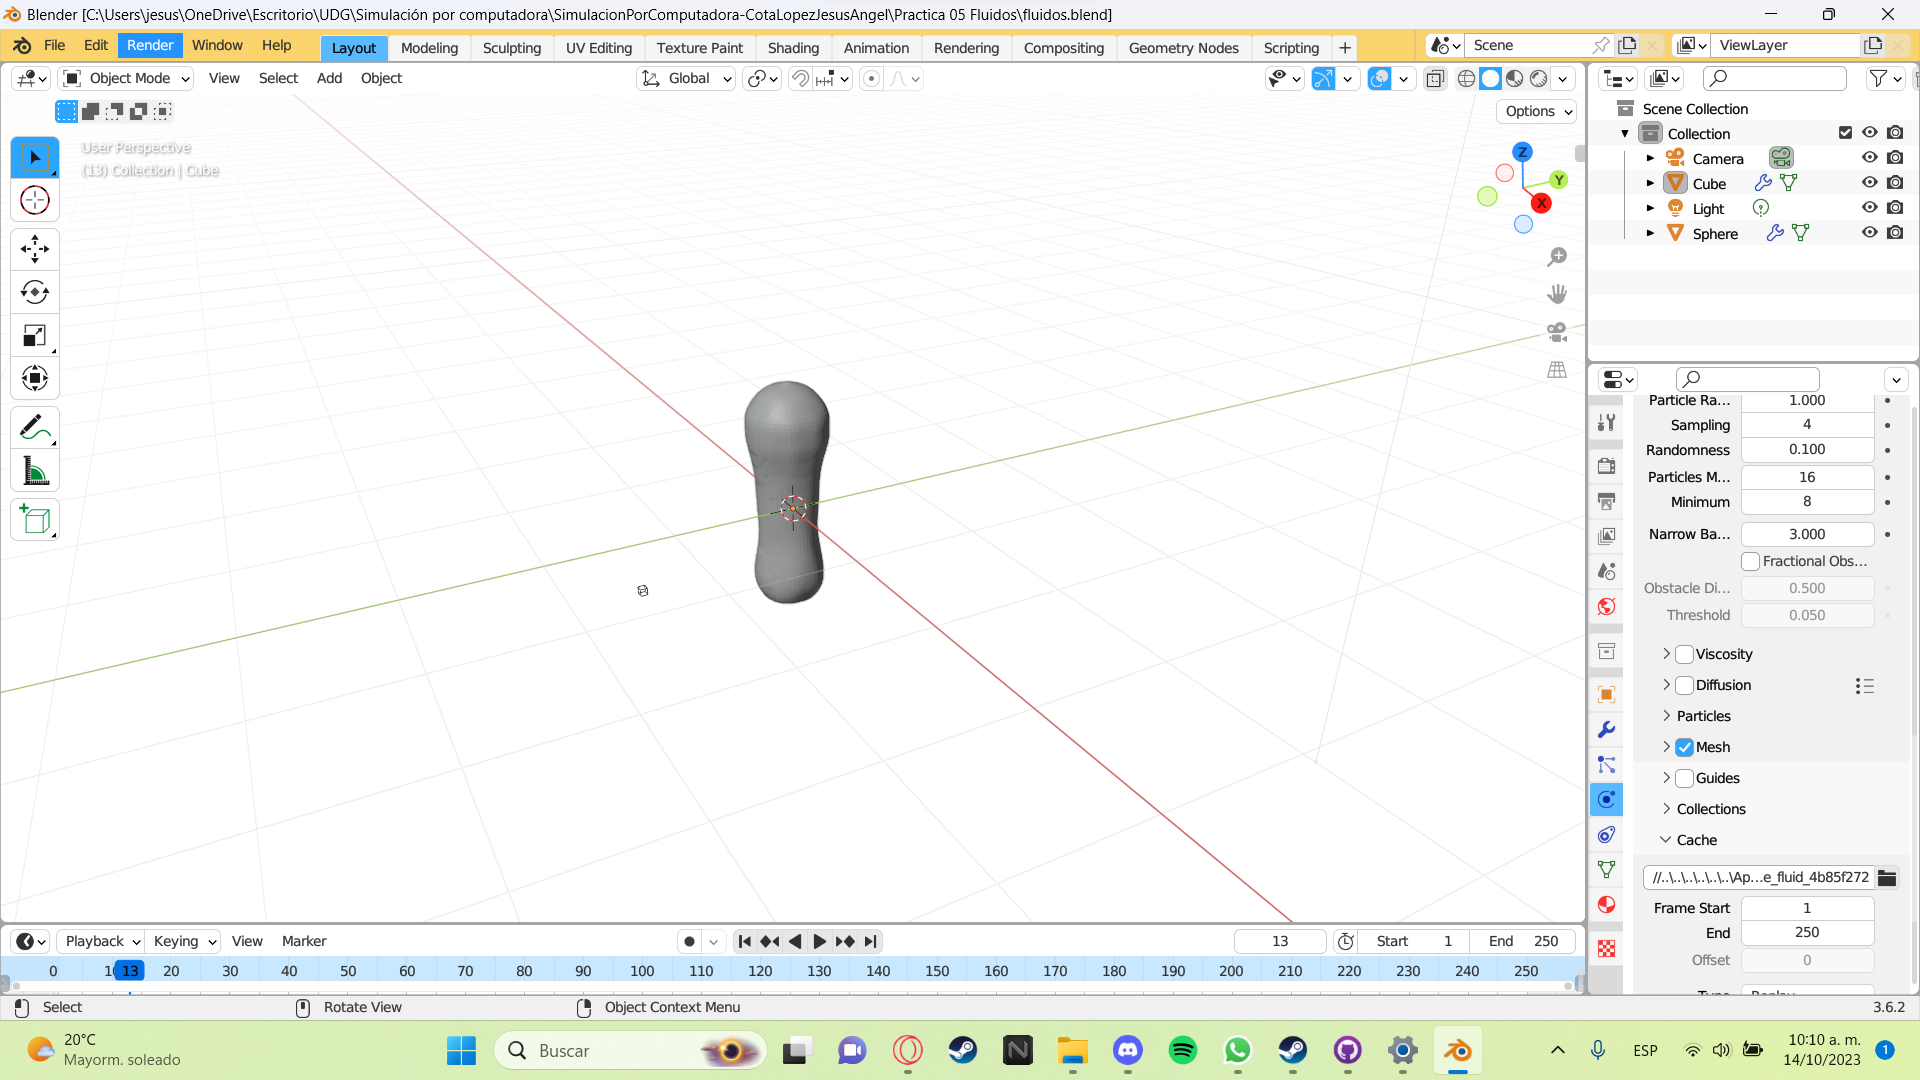 Blender [C:\Users\jesus\OneDrive\Escritorio\UDG\Simulación por computadora\SimulacionPorComputadora-CotaLopezJesusAngel\Practica 05 Fluidos\fluidos.blend]
File Edit Render Window Help Layout Modeling Sculpting UV Editing Texture Paint Shading Animation Rendering Compositing Geometry Nodes Scripting + Scene ViewLayer
Object Mode View Select Add Object Global
Options
User Perspective
(13) Collection | Cube
Z
Y
X
Scene Collection
Collection
Camera
Cube
Light
Sphere
Particle Ra... 1.000
Sampling 4
Randomness 0.100
Particles M... 16
Minimum 8
Narrow Ba... 3.000
Fractional Obs...
Obstacle Di... 0.500
Threshold 0.050
Viscosity
Diffusion
Particles
Mesh
Guides
Collections
Cache
//..\..\..\..\..\..\Ap...e_fluid_4b85f272
Frame Start 1
End 250
Offset 0
Playback Keying View Marker 13 Start 1 End 250
0 13 20 30 40 50 60 70 80 90 100 110 120 130 140 150 160 170 180 190 200 210 220 230 240 250
Select Rotate View Object Context Menu 3.6.2
20°C
Mayorm. soleado
Buscar
ESP
10:10 a. m.
14/10/2023
1